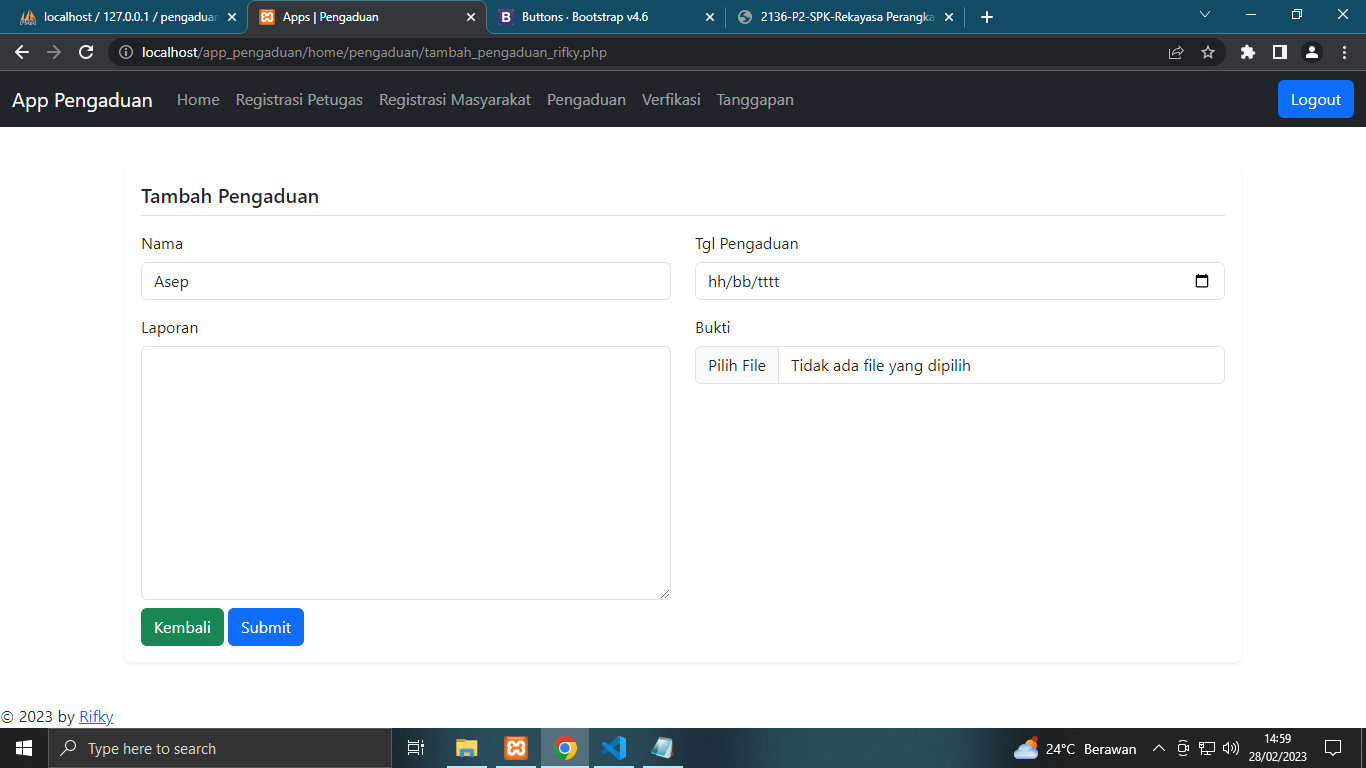 localhost / 127.0.0.1 / pengaduan
Apps | Pengaduan
Buttons · Bootstrap v4.6
2136-P2-SPK-Rekayasa Perangka
localhost/app_pengaduan/home/pengaduan/tambah_pengaduan_rifky.php
App Pengaduan Home Registrasi Petugas Registrasi Masyarakat Pengaduan Verfikasi Tanggapan Logout
Tambah Pengaduan
Nama Tgl Pengaduan
Asep hh/bb/tttt
Laporan Bukti
Pilih File Tidak ada file yang dipilih
Kembali Submit
© 2023 by Rifky
Type here to search
24°C Berawan
14:59
28/02/2023